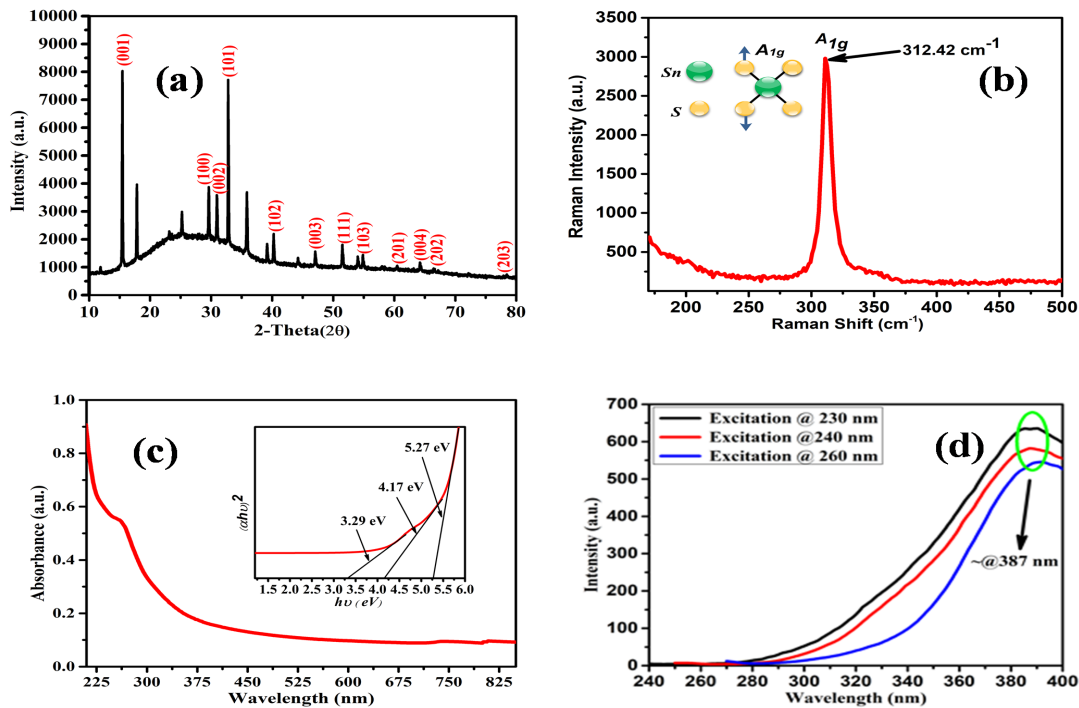 (a)
Intensity (a.u.)
10000
9000
8000
7000
6000
5000
4000
3000
2000
1000
0
(001)
(100)
(002)
(101)
(102)
(003)
(111)
(103)
(201)
(004)
(202)
(203)
10 20 30 40 50 60 70 80
2-Theta(2θ)
(b)
Raman Intensity (a.u.)
3500
3000
2500
2000
1500
1000
500
A1g
A1g
312.42 cm-1
Sn
S
200 250 300 350 400 450 500
Raman Shift (cm-1)
(c)
Absorbance (a.u.)
1.0
0.8
0.6
0.4
0.2
0.0
(αhυ)2
5.27 eV
4.17 eV
3.29 eV
1.5 2.0 2.5 3.0 3.5 4.0 4.5 5.0 5.5 6.0
hυ (eV)
225 300 375 450 525 600 675 750 825
Wavelength (nm)
(d)
Intensity (a.u.)
700
600
500
400
300
200
100
0
Excitation @ 230 nm
Excitation @240 nm
Excitation @ 260 nm
~@387 nm
240 260 280 300 320 340 360 380 400
Wavelength (nm)